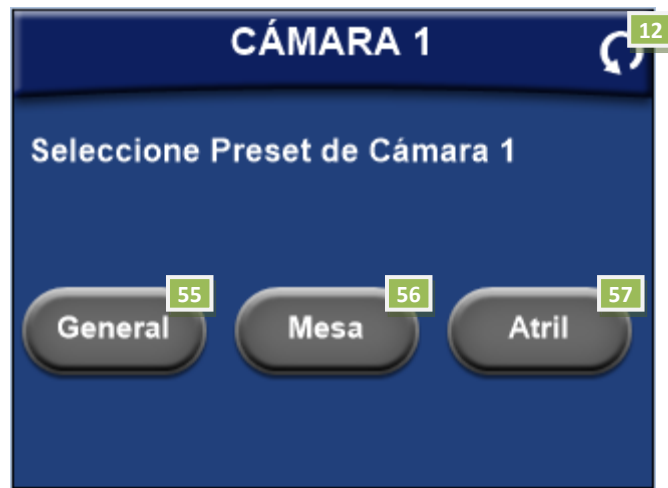 CÁMARA 1
12
Seleccione Preset de Cámara 1
55
56
57
General
Mesa
Atril